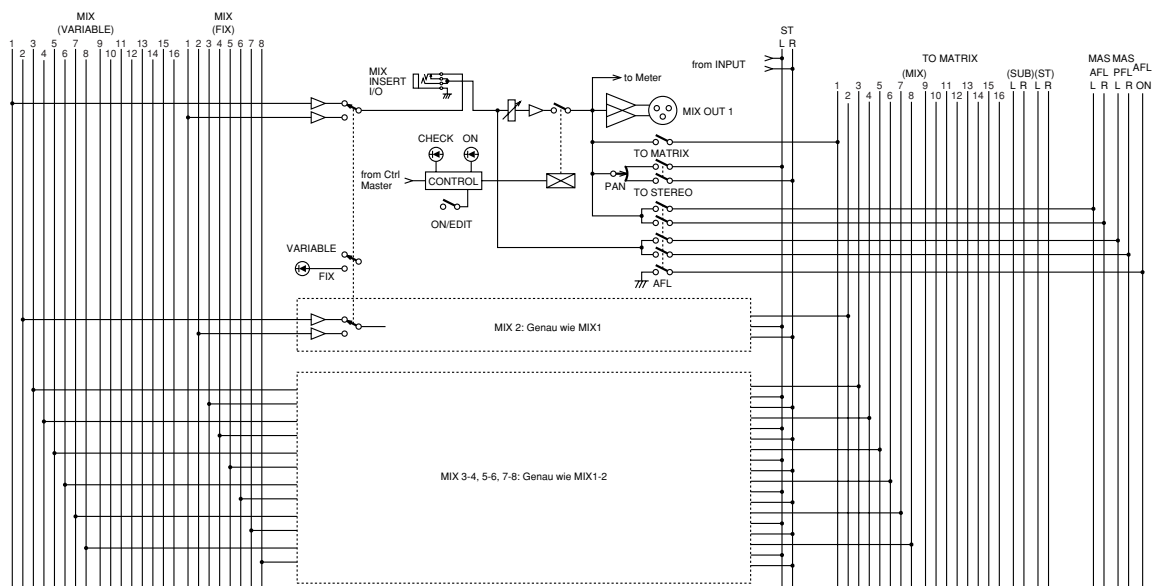 MIX
(VARIABLE)
1 3 5 7 9 11 13 15
2 4 6 8 10 12 14 16
MIX
(FIX)
1 2 3 4 5 6 7 8
MIX
INSERT
I/O
to Meter
MIX OUT 1
from INPUT
ST
L R
TO MATRIX
(MIX)
1 3 5 7 9 11 13 15
2 4 6 8 10 12 14 16
(SUB) (ST)
L R L R
MAS MAS
AFL PFL AFL
L R L R ON
CHECK ON
from Ctrl
Master
CONTROL
ON/EDIT
TO MATRIX
PAN
TO STEREO
AFL
VARIABLE
FIX
MIX 2: Genau wie MIX1
MIX 3-4, 5-6, 7-8: Genau wie MIX1-2